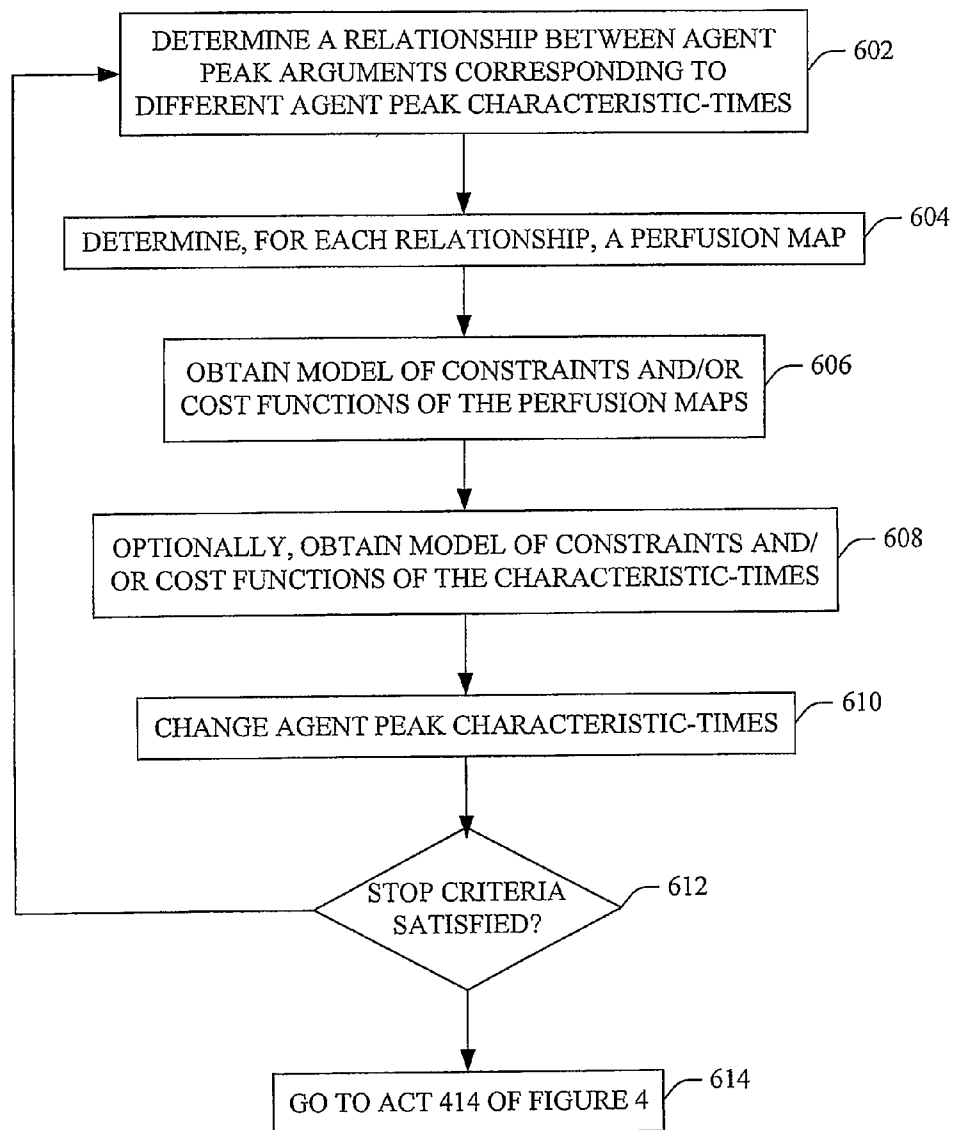 DETERMINE A RELATIONSHIP BETWEEN AGENT
PEAK ARGUMENTS CORRESPONDING TO
DIFFERENT AGENT PEAK CHARACTERISTIC-TIMES
602
DETERMINE, FOR EACH RELATIONSHIP, A PERFUSION MAP
604
OBTAIN MODEL OF CONSTRAINTS AND/OR
COST FUNCTIONS OF THE PERFUSION MAPS
606
OPTIONALLY, OBTAIN MODEL OF CONSTRAINTS AND/
OR COST FUNCTIONS OF THE CHARACTERISTIC-TIMES
608
CHANGE AGENT PEAK CHARACTERISTIC-TIMES
610
STOP CRITERIA
SATISFIED?
612
GO TO ACT 414 OF FIGURE 4
614